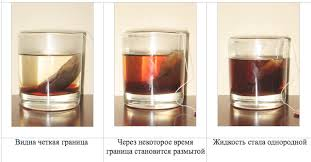 Видна четкая граница
Через некоторое время
граница становится размытой
Жидкость стала однородной